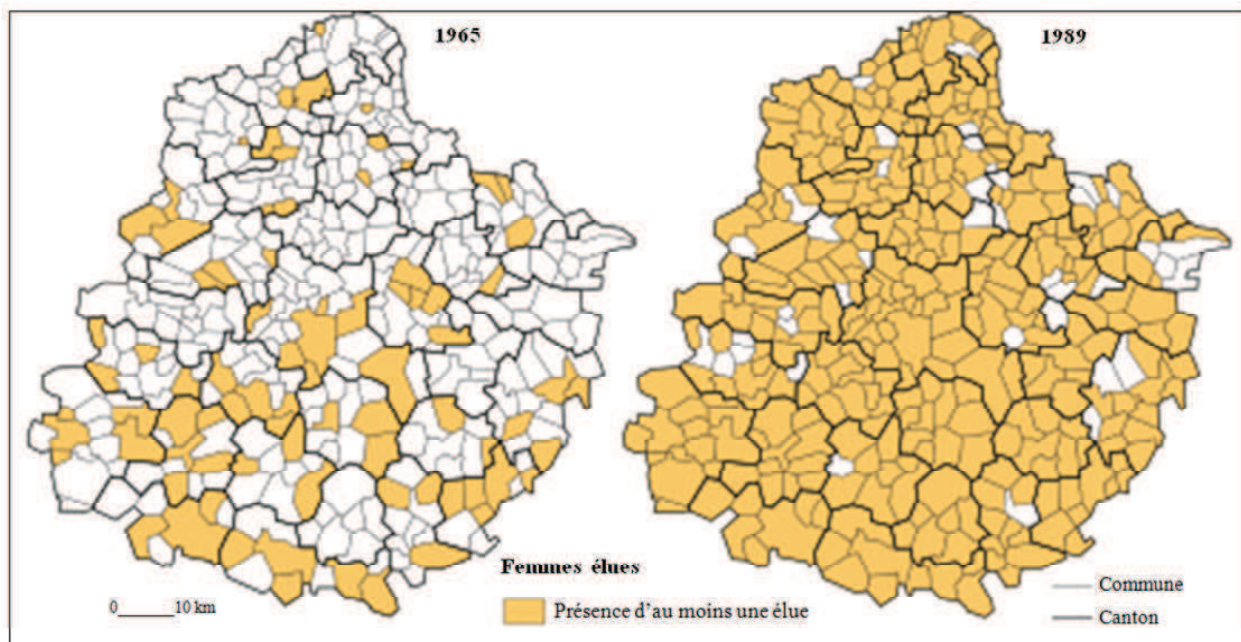 1965
1989
Femmes élues
Présence d'au moins une élue
0 10 km
Commune
Canton